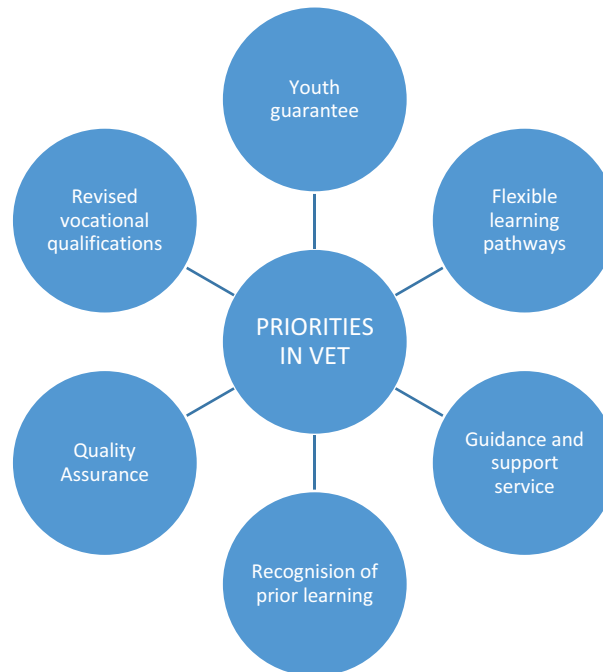 Youth
guarantee
Revised
vocational
qualifications
Flexible
learning
pathways
PRIORITIES
IN VET
Quality
Assurance
Guidance and
support
service
Recognision of
prior learning